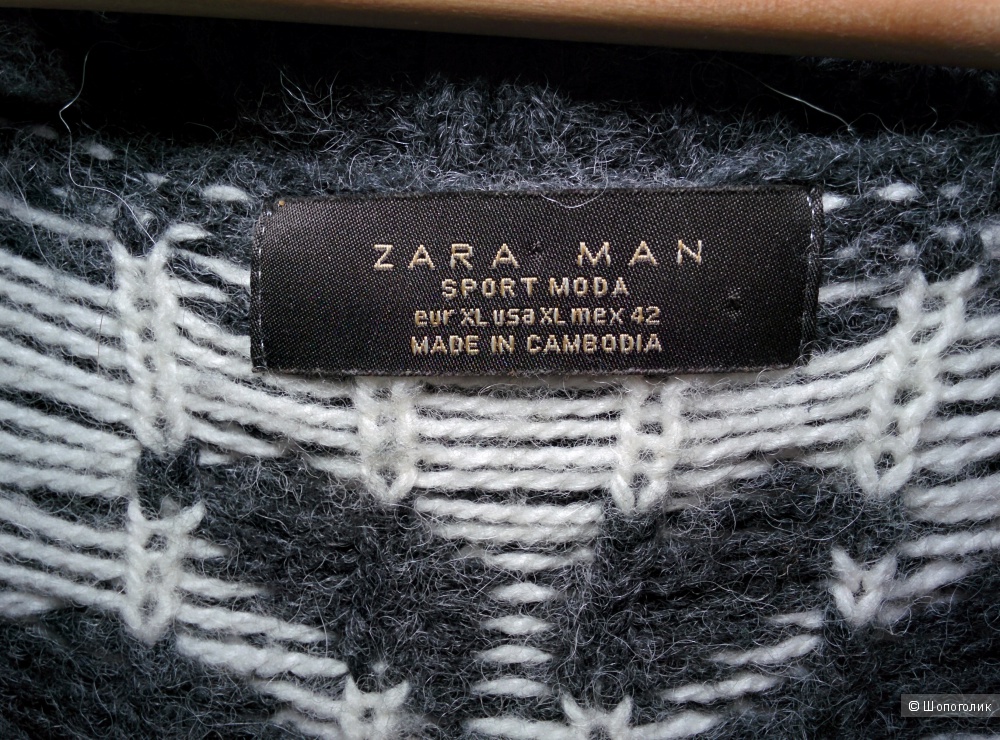 ZARA MAN
SPORT MODA
eur XL usa XL mex 42
MADE IN CAMBODIA
© Шопоголик